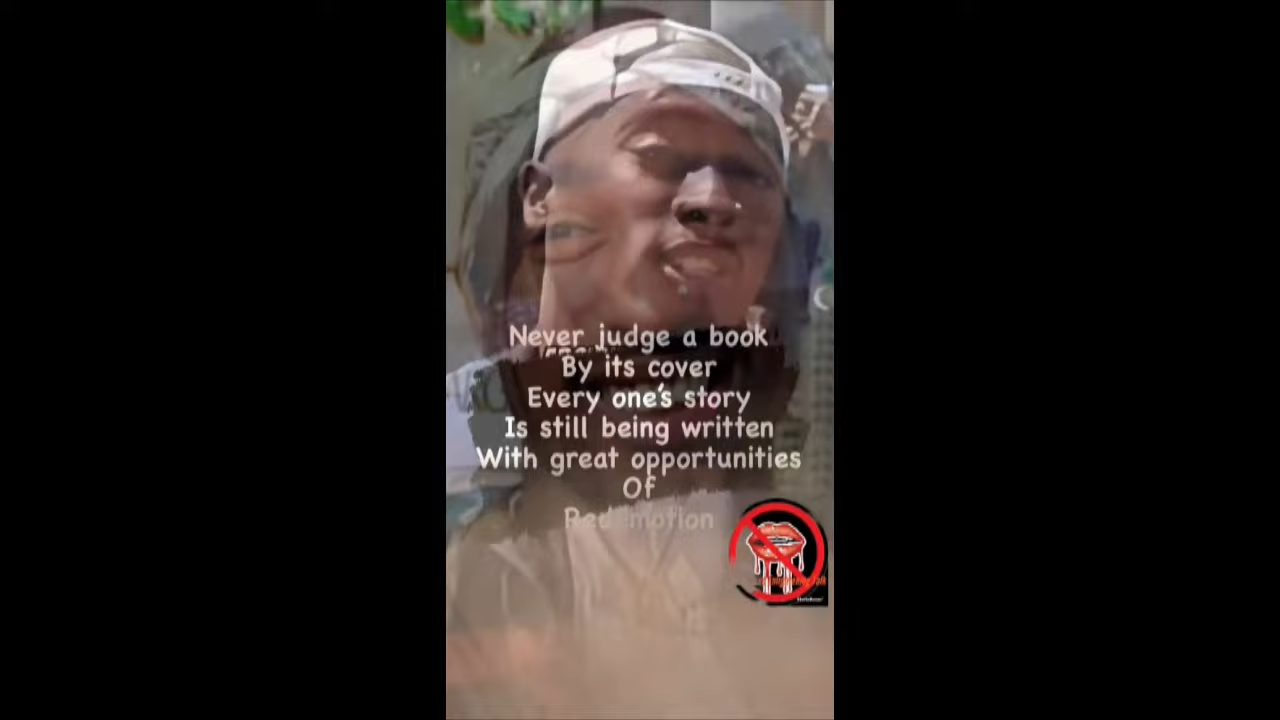 Never judge a book
By its cover
Every one's story
Is still being written
With great opportunities
Of